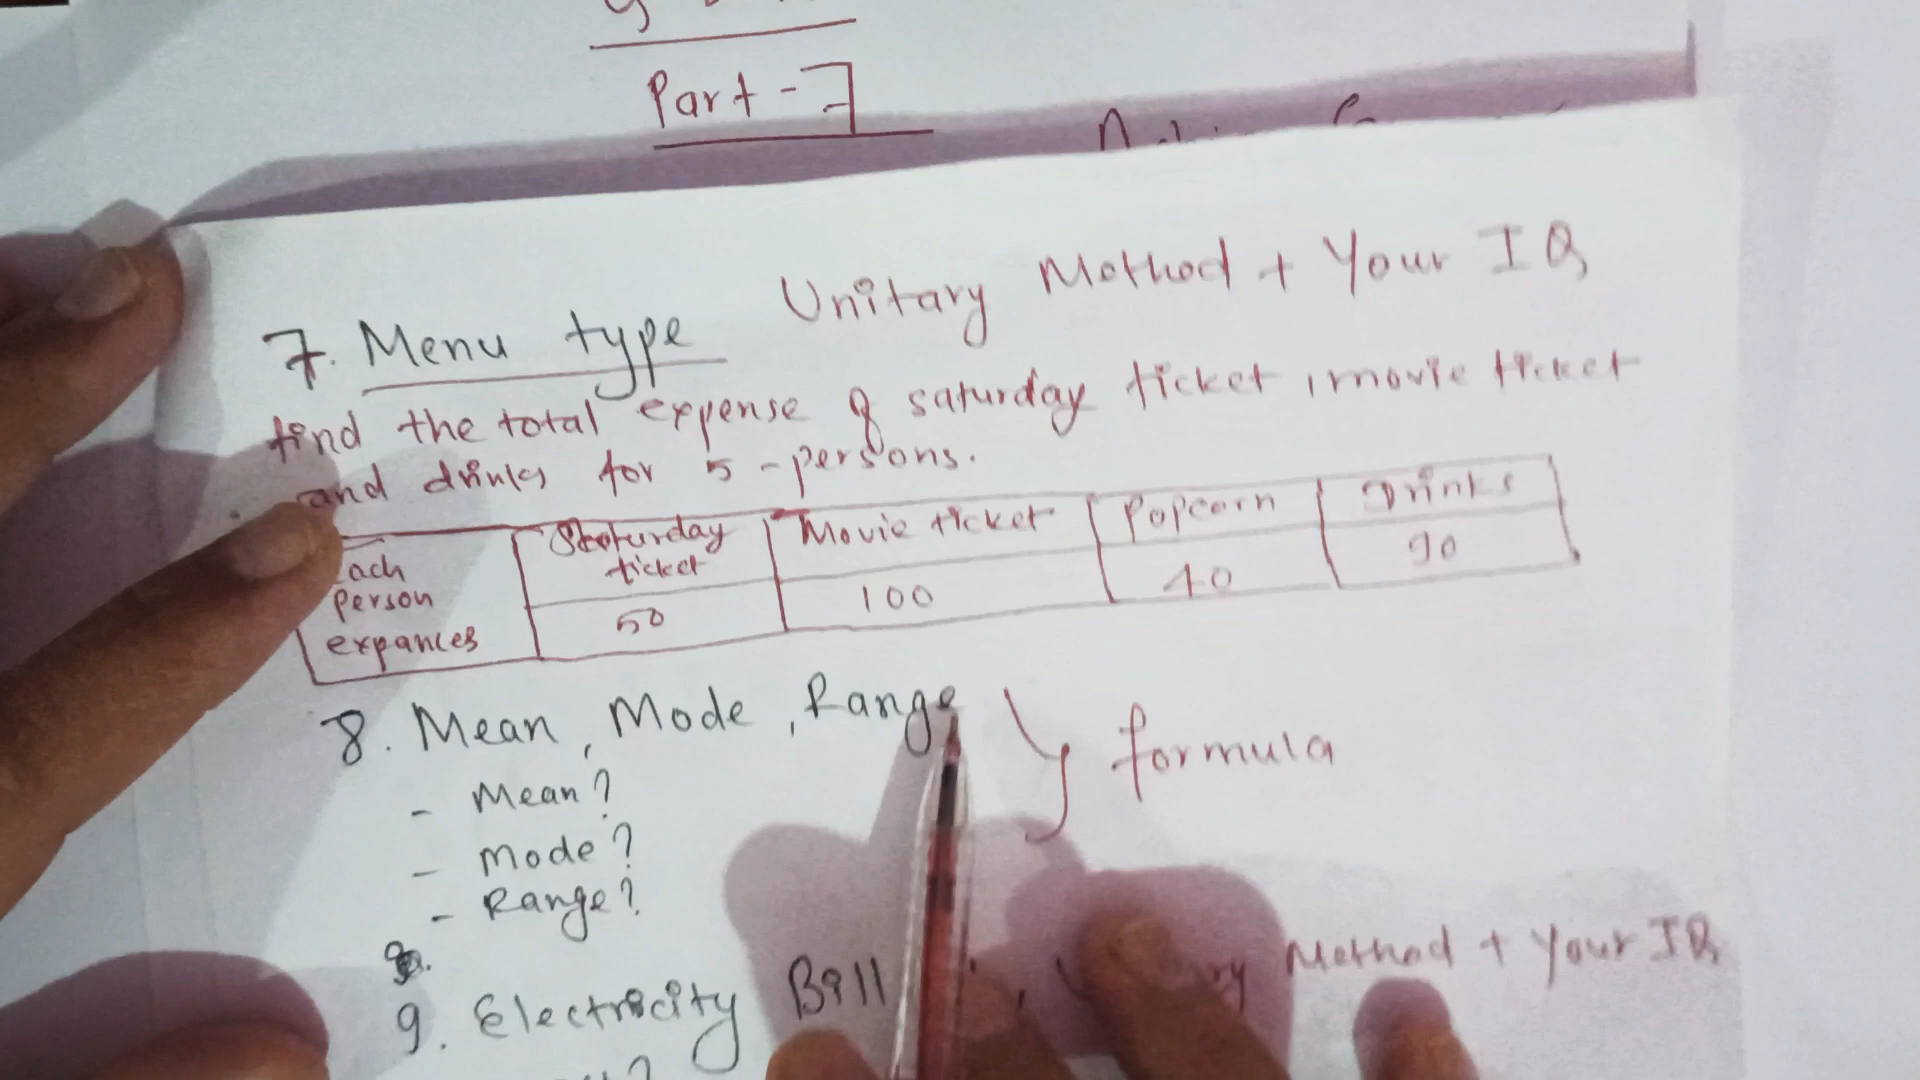 Part-7
7. Menu type Unitary Method + Your IQ
find the total expense of saturday ticket, movie ticket
and drinks for 5-persons.
Each person expances
Saturday ticket
Movie ticket
Popcorn
Drinks
50
100
40
90
8. Mean, Mode, Range } formula
- Mean?
- Mode?
- Range?
9. Electricity Bill Method + Your IQ